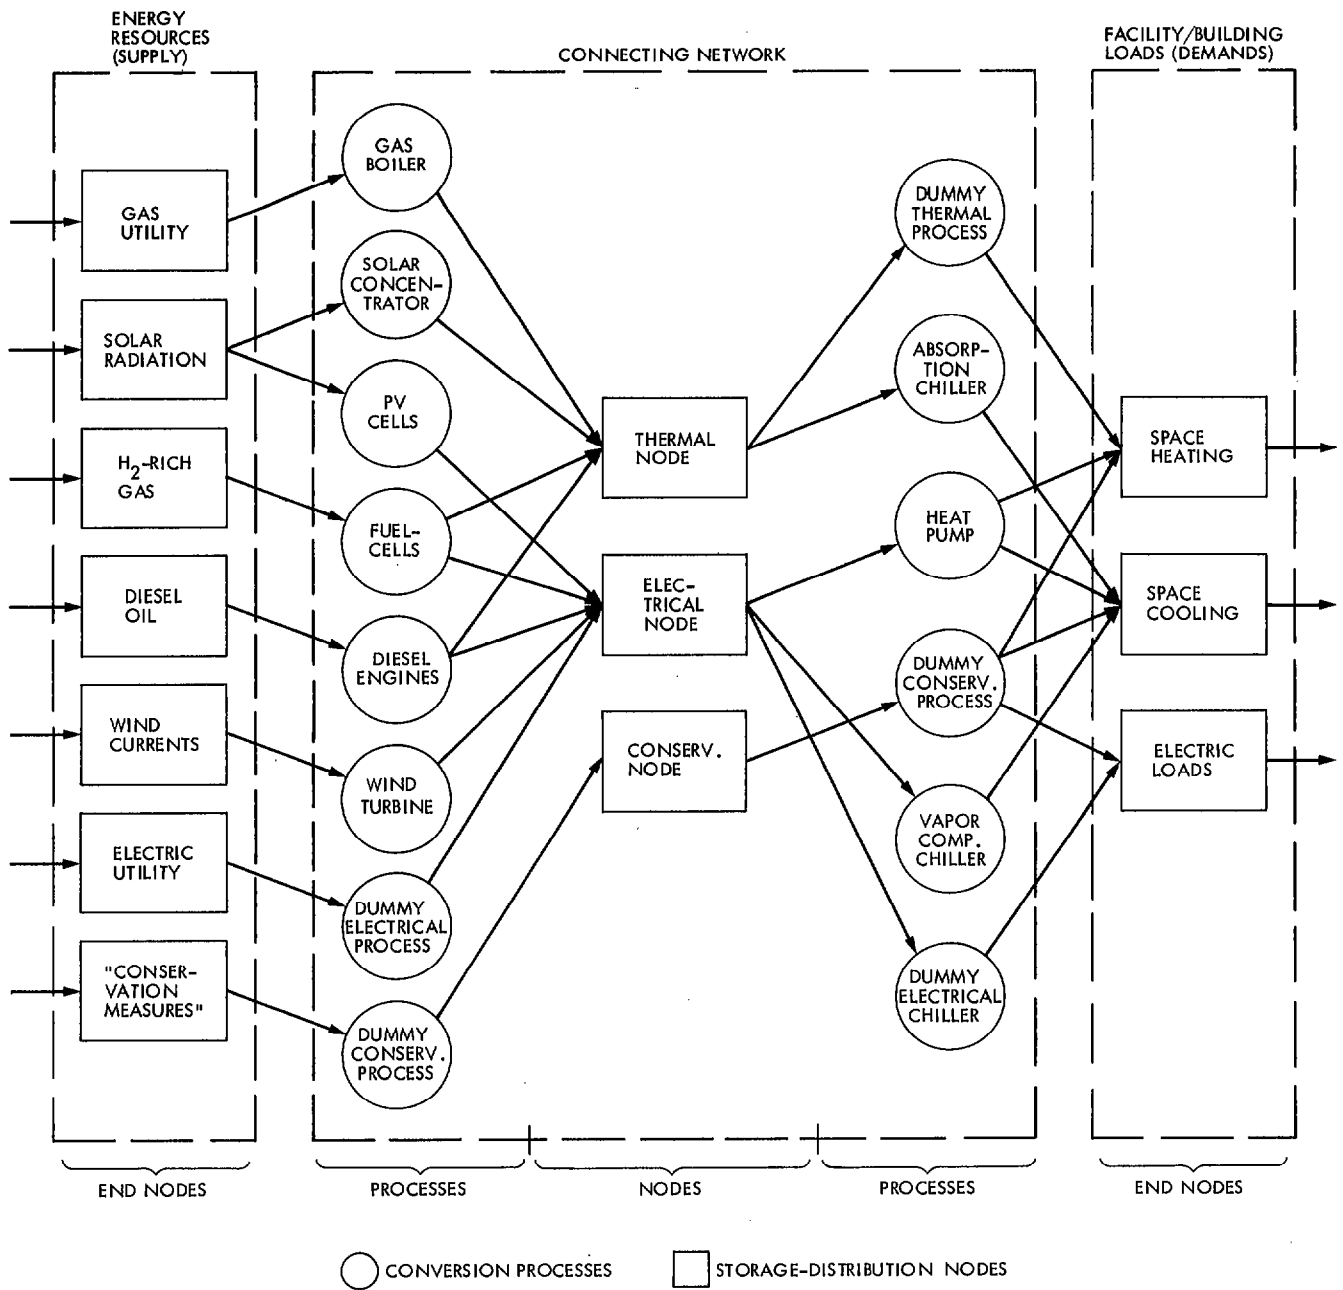 ENERGY
RESOURCES
(SUPPLY)
CONNECTING NETWORK
FACILITY/BUILDING
LOADS (DEMANDS)
GAS
UTILITY
SOLAR
RADIATION
H2-RICH
GAS
DIESEL
OIL
WIND
CURRENTS
ELECTRIC
UTILITY
"CONSER-
VATION
MEASURES"
GAS
BOILER
SOLAR
CONCEN-
TRATOR
PV
CELLS
FUEL-
CELLS
DIESEL
ENGINES
WIND
TURBINE
DUMMY
ELECTRICAL
PROCESS
DUMMY
CONSERV.
PROCESS
THERMAL
NODE
ELEC-
TRICAL
NODE
CONSERV.
NODE
DUMMY
THERMAL
PROCESS
ABSORP-
TION
CHILLER
HEAT
PUMP
DUMMY
CONSERV.
PROCESS
VAPOR
COMP.
CHILLER
DUMMY
ELECTRICAL
CHILLER
SPACE
HEATING
SPACE
COOLING
ELECTRIC
LOADS
END NODES
PROCESSES
NODES
PROCESSES
END NODES
CONVERSION PROCESSES
STORAGE-DISTRIBUTION NODES